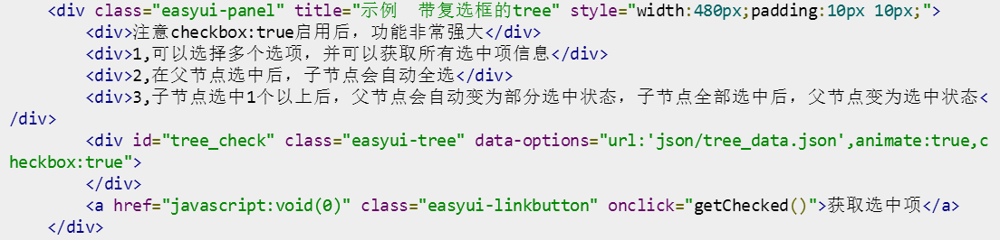 <div class="easyui-panel" title="示例  带复选框的tree" style="width:480px;padding:10px 10px;">
<div>注意checkbox:true启用后，功能非常强大</div>
<div>1,可以选择多个选项，并可以获取所有选中项信息</div>
<div>2,在父节点选中后，子节点会自动全选</div>
<div>3,子节点选中1个以上后，父节点会自动变为部分选中状态，子节点全部选中后，父节点变为选中状态<
/div>
<div id="tree_check" class="easyui-tree" data-options="url:'json/tree_data.json',animate:true,c
heckbox:true">
</div>
<a href="javascript:void(0)" class="easyui-linkbutton" onclick="getChecked()">获取选中项</a>
</div>